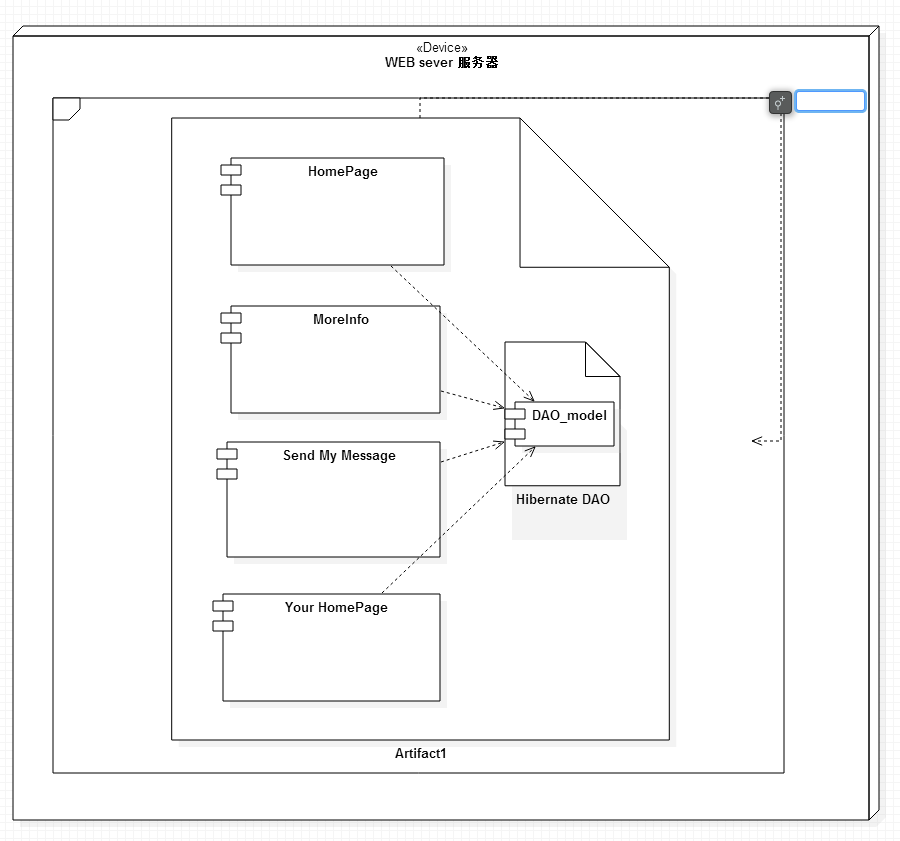 «Device»
WEB sever 服务器
HomePage
MoreInfo
DAO_model
Send My Message
Hibernate DAO
Your HomePage
Artifact1